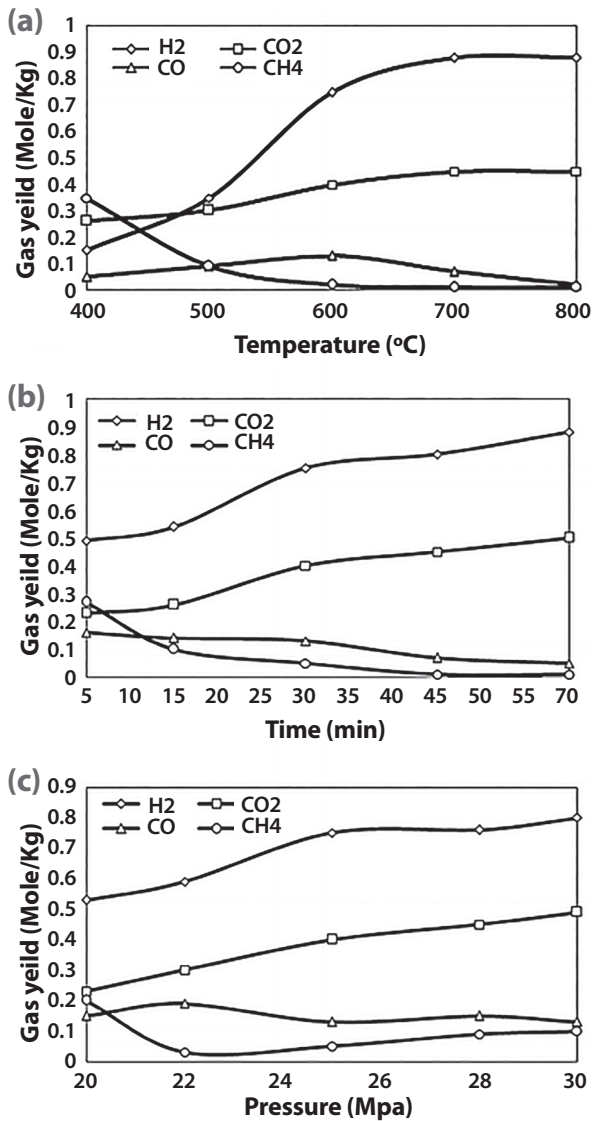 (a)
Gas yeild (Mole/Kg)
1
0.9
0.8
0.7
0.6
0.5
0.4
0.3
0.2
0.1
0
H2 CO2
CO CH4
400 500 600 700 800
Temperature (ºC)
(b)
Gas yeild (Mole/Kg)
1
0.9
0.8
0.7
0.6
0.5
0.4
0.3
0.2
0.1
0
H2 CO2
CO CH4
5 10 15 20 25 30 35 40 45 50 55 70
Time (min)
(c)
Gas yeild (Mole/Kg)
0.9
0.8
0.7
0.6
0.5
0.4
0.3
0.2
0.1
0
H2 CO2
CO CH4
20 22 24 26 28 30
Pressure (Mpa)